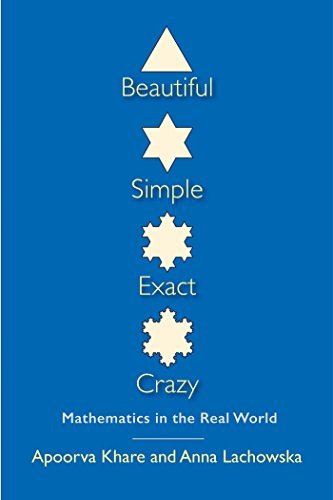 Beautiful
Simple
Exact
Crazy
Mathematics in the Real World
Apoorva Khare and Anna Lachowska